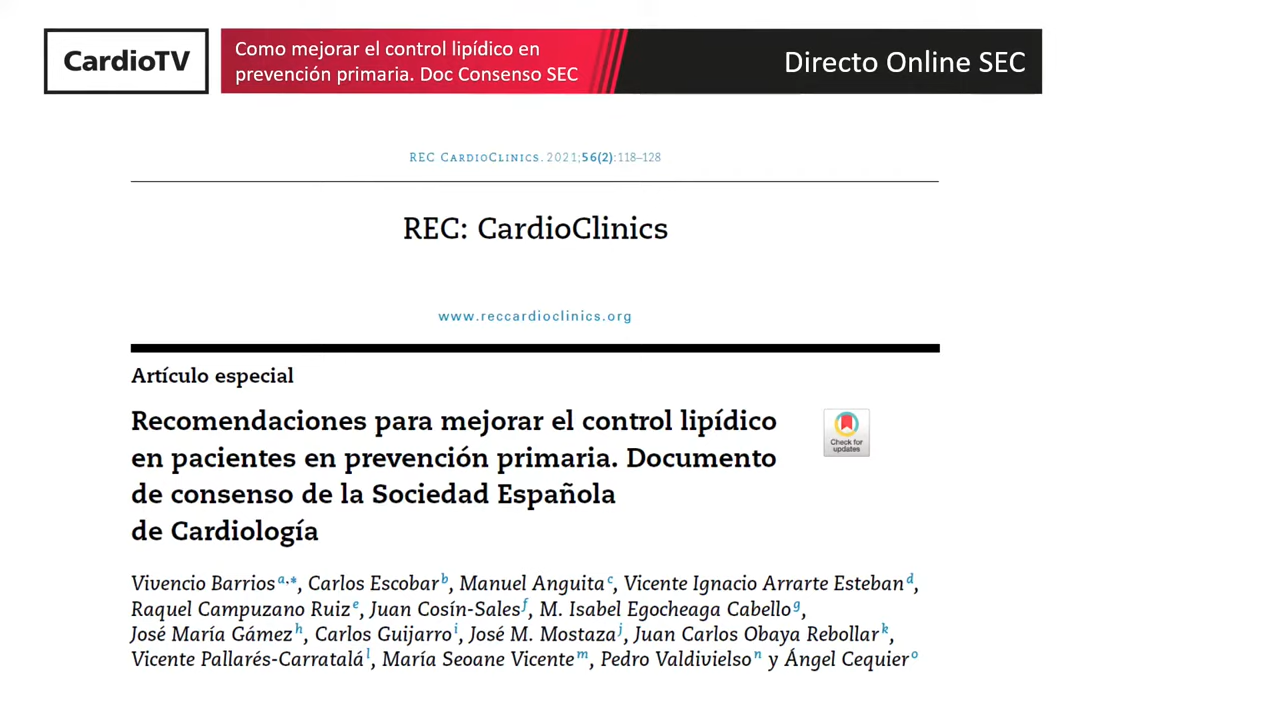 CardioTV
Como mejorar el control lipídico en
prevención primaria. Doc Consenso SEC
Directo Online SEC
REC CARDIOCLINICS. 2021;56(2):118–128
REC: CardioClinics
www.reccardioclinics.org
Artículo especial
Recomendaciones para mejorar el control lipídico
en pacientes en prevención primaria. Documento
de consenso de la Sociedad Española
de Cardiología
Check for
updates
Vivencio Barrios a,*, Carlos Escobar b, Manuel Anguita c, Vicente Ignacio Arrarte Esteban d,
Raquel Campuzano Ruiz e, Juan Cosín-Sales f, M. Isabel Egocheaga Cabello g,
José María Gámez h, Carlos Guijarro i, José M. Mostaza j, Juan Carlos Obaya Rebollar k,
Vicente Pallarés-Carratalá l, María Seoane Vicente m, Pedro Valdivielso n y Ángel Cequier o